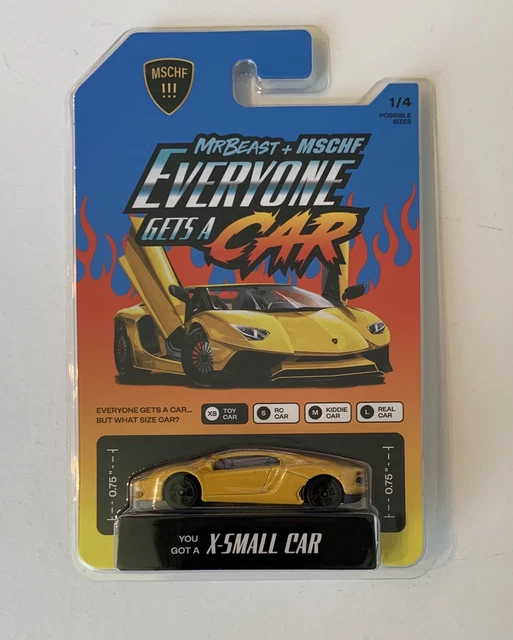 MSCHF
!!!
1/4
POSSIBLE
SIZES
MRBEAST + MSCHF
EVERYONE
GETS A CAR
EVERYONE GETS A CAR...
BUT WHAT SIZE CAR?
XS TOY CAR
S RC CAR
M KIDDIE CAR
L REAL CAR
0.75"
0.75"
YOU GOT A X-SMALL CAR